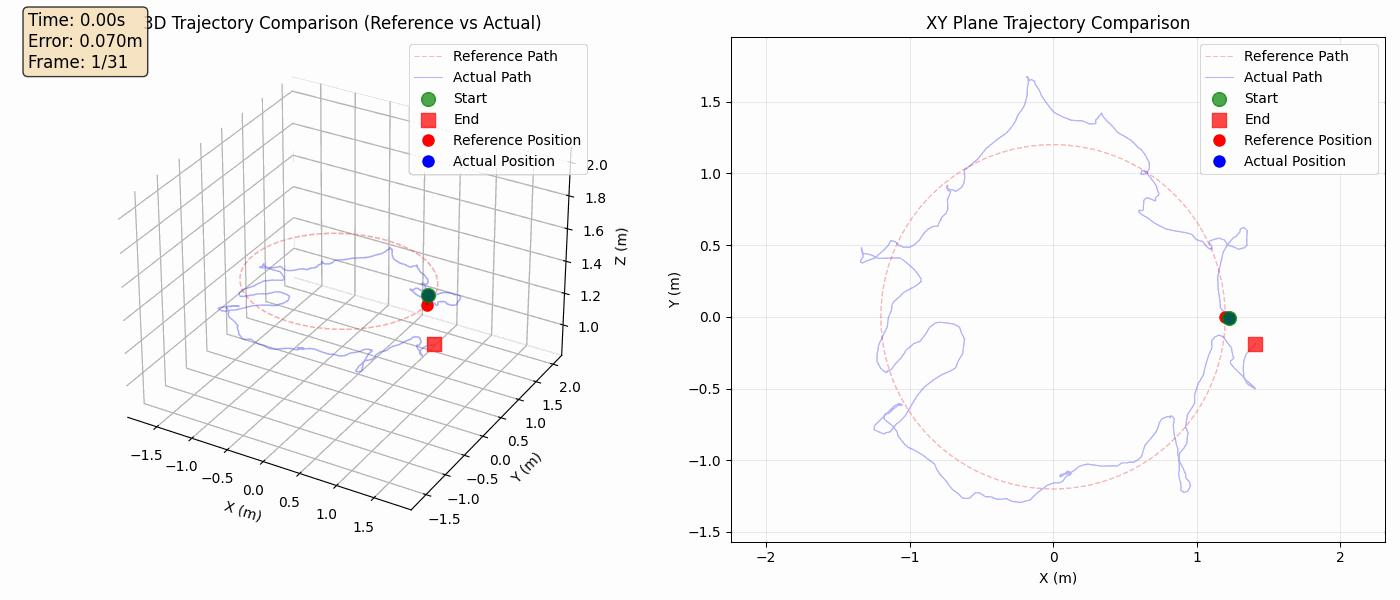 Time: 0.00s
Error: 0.070m
Frame: 1/31
3D Trajectory Comparison (Reference vs Actual)
Reference Path
Actual Path
Start
End
Reference Position
Actual Position
2.0
1.8
1.6
1.4
1.2
1.0
Z (m)
2.0
1.5
1.0
0.5
0.0
−0.5
−1.0
−1.5
Y (m)
−1.5
−1.0
−0.5
0.0
0.5
1.0
1.5
X (m)
XY Plane Trajectory Comparison
Reference Path
Actual Path
Start
End
Reference Position
Actual Position
1.5
1.0
0.5
0.0
−0.5
−1.0
−1.5
Y (m)
−2
−1
0
1
2
X (m)